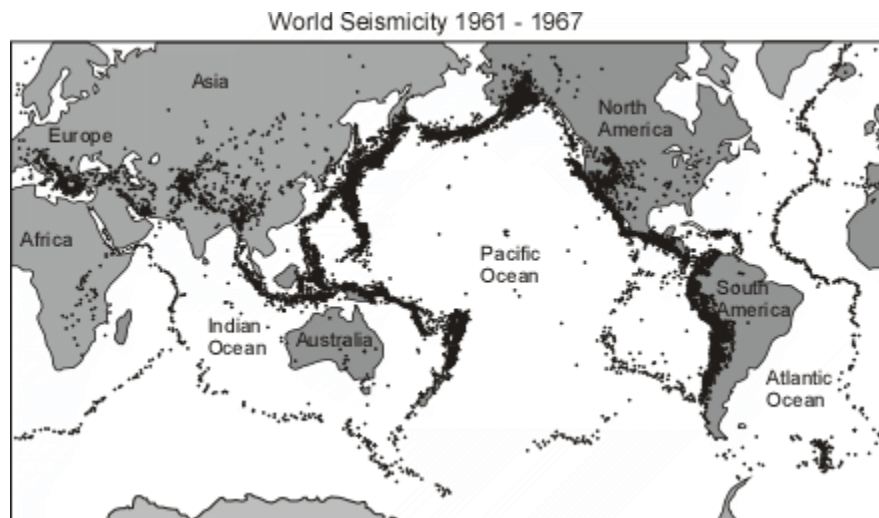 World Seismicity 1961 - 1967
Asia
Europe
North
America
Africa
Pacific
Ocean
South
America
Indian
Ocean
Australia
Atlantic
Ocean